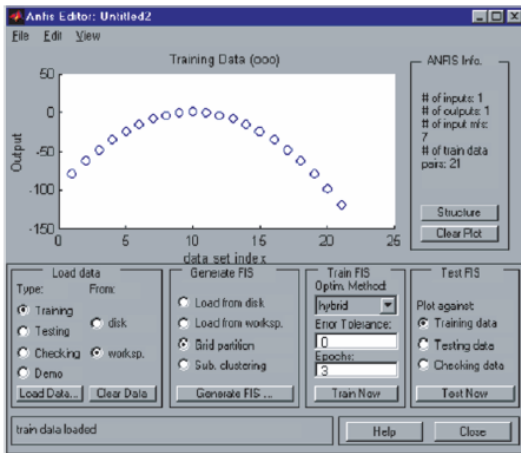 Anfis Editor: Untitled2
File Edit View
Training Data (ooo)
50
0
-50
-100
-150
Output
0 5 10 15 20 25
data set index
ANFIS Info.
# of inputs: 1
# of outputs: 1
# of input mfs:
7
# of train data
pairs: 21
Structure
Clear Plot
Load data
Type: From:
Training
Testing
Checking
Demo
disk
worksp.
Load Data... Clear Data
Generate FIS
Load from disk
Load from worksp.
Grid partition
Sub. clustering
Generate FIS ...
Train FIS
Optim. Method:
hybrid
Error Tolerance:
0
Epochs:
3
Train Now
Test FIS
Plot against:
Training data
Testing data
Checking data
Test Now
train data loaded
Help Close